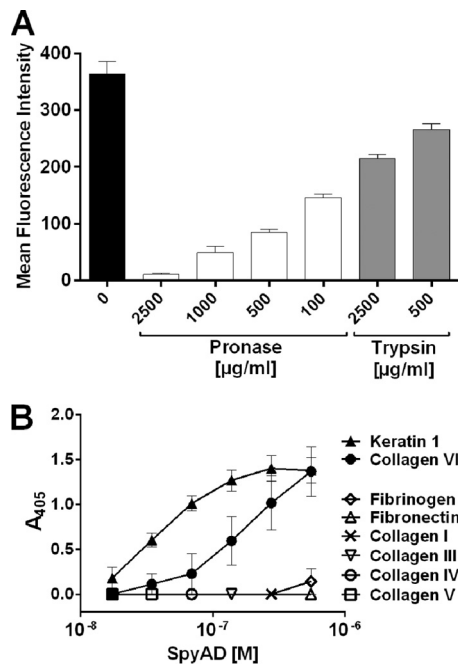 A
Mean Fluorescence Intensity
400
300
200
100
0
0
2500
1000
500
100
2500
500
Pronase
[µg/ml]
Trypsin
[µg/ml]
B
A405
2.0
1.5
1.0
0.5
0.0
10-8
10-7
10-6
SpyAD [M]
Keratin 1
Collagen VI
Fibrinogen
Fibronectin
Collagen I
Collagen III
Collagen IV
Collagen V